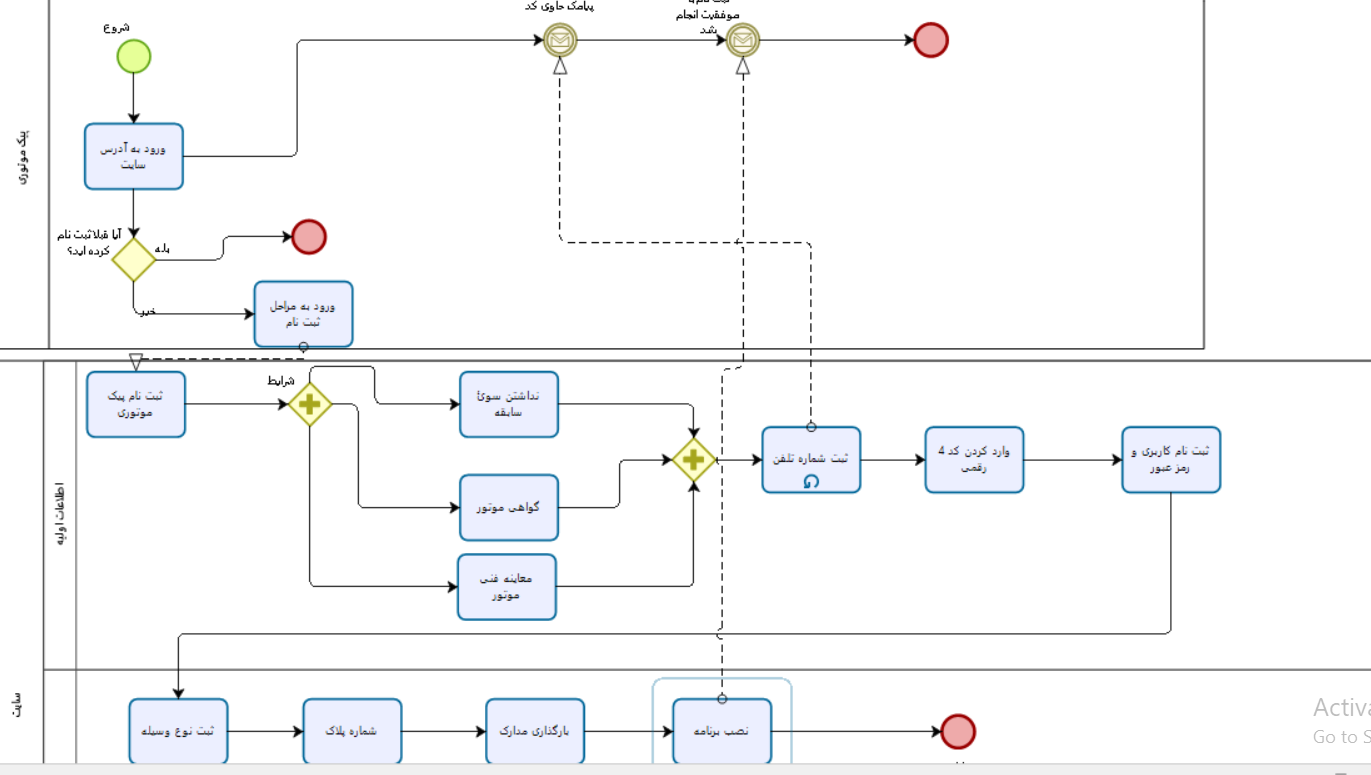 پیامک حاوی کد
موفقیت انجام
شد
شروع
پیک موتوری
ورود به آدرس
سایت
آیا قبلا ثبت نام
کرده اید؟
بله
خیر
ورود به مراحل
ثبت نام
اطلاعات اولیه
ثبت نام پیک
موتوری
شرایط
نداشتن سوئ
سابقه
گواهی موتور
معاینه فنی
موتور
ثبت شماره تلفن
وارد کردن کد 4
رقمی
ثبت نام کاربری و
رمز عبور
سایت
ثبت نوع وسیله
شماره پلاک
بارگذاری مدارک
نصب برنامه
Activa
Go to S